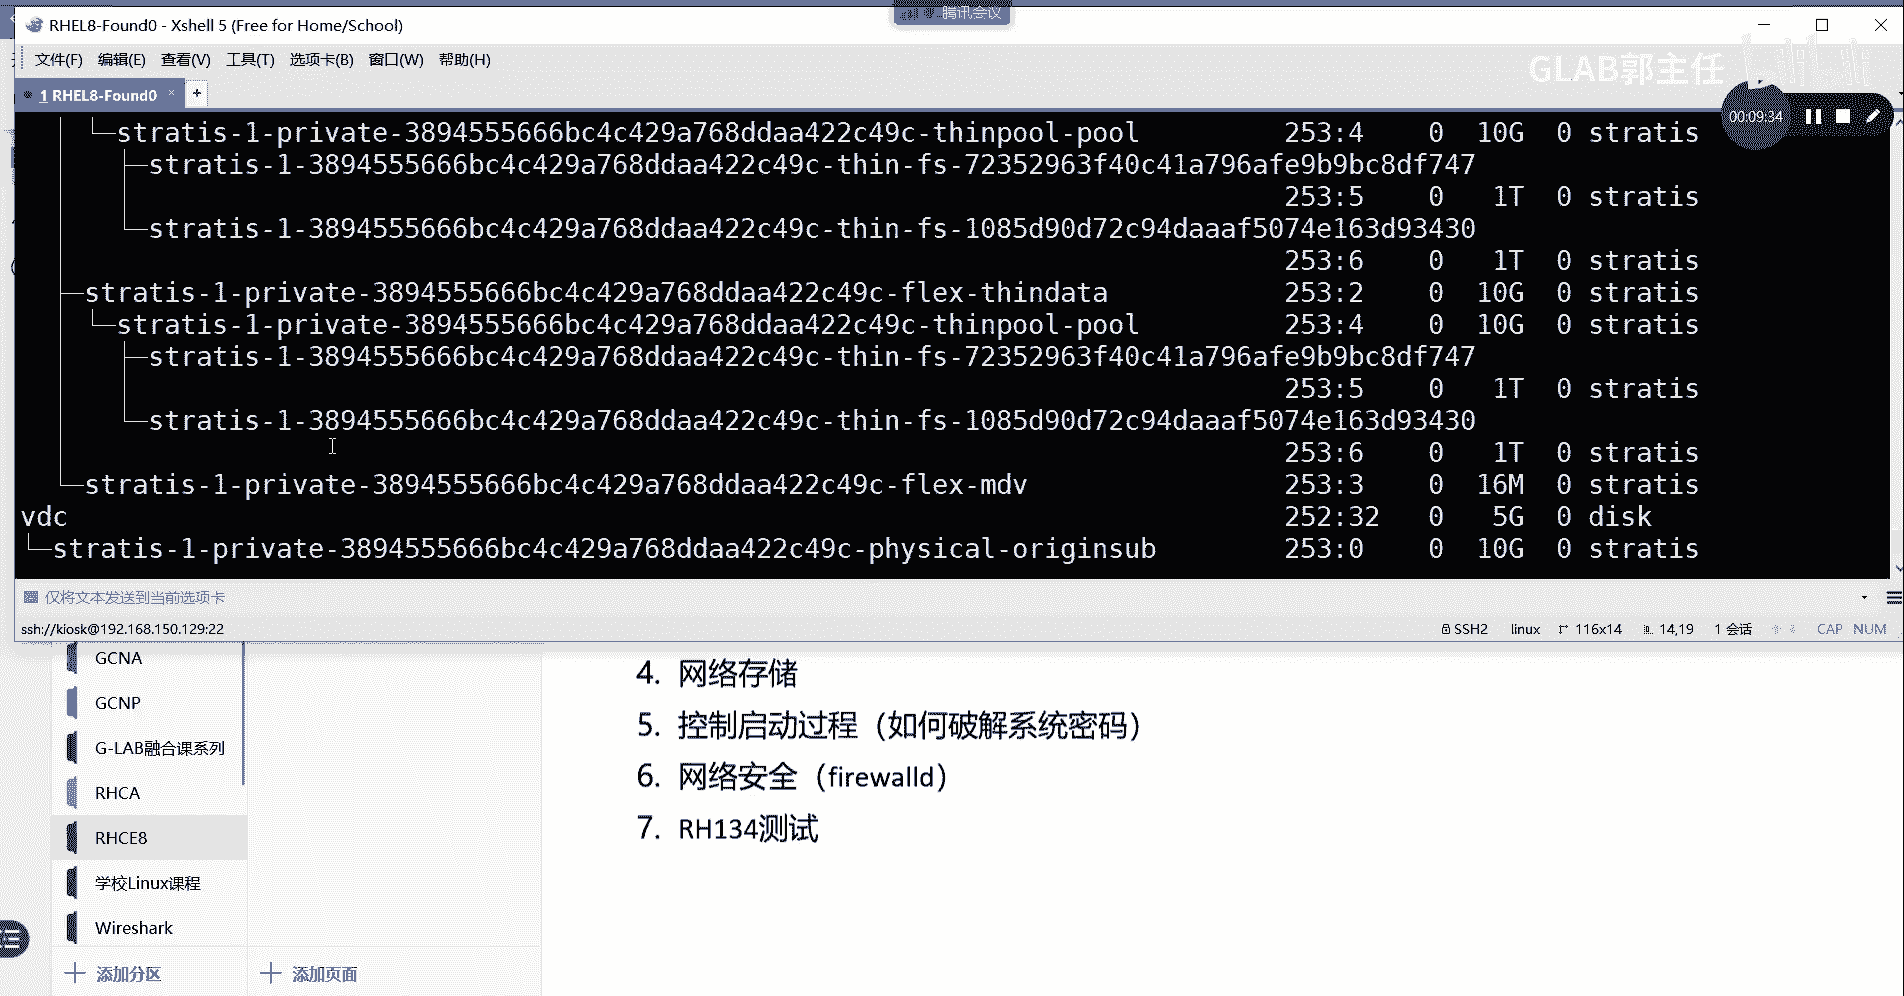 腾讯会议
RHEL8-Found0 - Xshell 5 (Free for Home/School)
文件(F) 编辑(E) 查看(V) 工具(T) 选项卡(B) 窗口(W) 帮助(H)
GLAB郭主任
1 RHEL8-Found0 × +
00:09:34
└─stratis-1-private-3894555666bc4c429a768ddaa422c49c-thinpool-pool 253:4 0 10G 0 stratis
├─stratis-1-3894555666bc4c429a768ddaa422c49c-thin-fs-72352963f40c41a796afe9b9bc8df747
253:5 0 1T 0 stratis
└─stratis-1-3894555666bc4c429a768ddaa422c49c-thin-fs-1085d90d72c94daaaf5074e163d93430
253:6 0 1T 0 stratis
├─stratis-1-private-3894555666bc4c429a768ddaa422c49c-flex-thindata 253:2 0 10G 0 stratis
└─stratis-1-private-3894555666bc4c429a768ddaa422c49c-thinpool-pool 253:4 0 10G 0 stratis
├─stratis-1-3894555666bc4c429a768ddaa422c49c-thin-fs-72352963f40c41a796afe9b9bc8df747
253:5 0 1T 0 stratis
└─stratis-1-3894555666bc4c429a768ddaa422c49c-thin-fs-1085d90d72c94daaaf5074e163d93430
253:6 0 1T 0 stratis
└─stratis-1-private-3894555666bc4c429a768ddaa422c49c-flex-mdv 253:3 0 16M 0 stratis
vdc 252:32 0 5G 0 disk
└─stratis-1-private-3894555666bc4c429a768ddaa422c49c-physical-originsub 253:0 0 10G 0 stratis
仅将文本发送到当前选项卡
ssh://kiosk@192.168.150.129:22 SSH2 linux 116x14 14,19 1 会话 CAP NUM
GCNA
GCNP
G-LAB融合课系列
RHCA
RHCE8
学校Linux课程
Wireshark
添加分区 添加页面
4. 网络存储
5. 控制启动过程（如何破解系统密码）
6. 网络安全（firewalld）
7. RH134测试